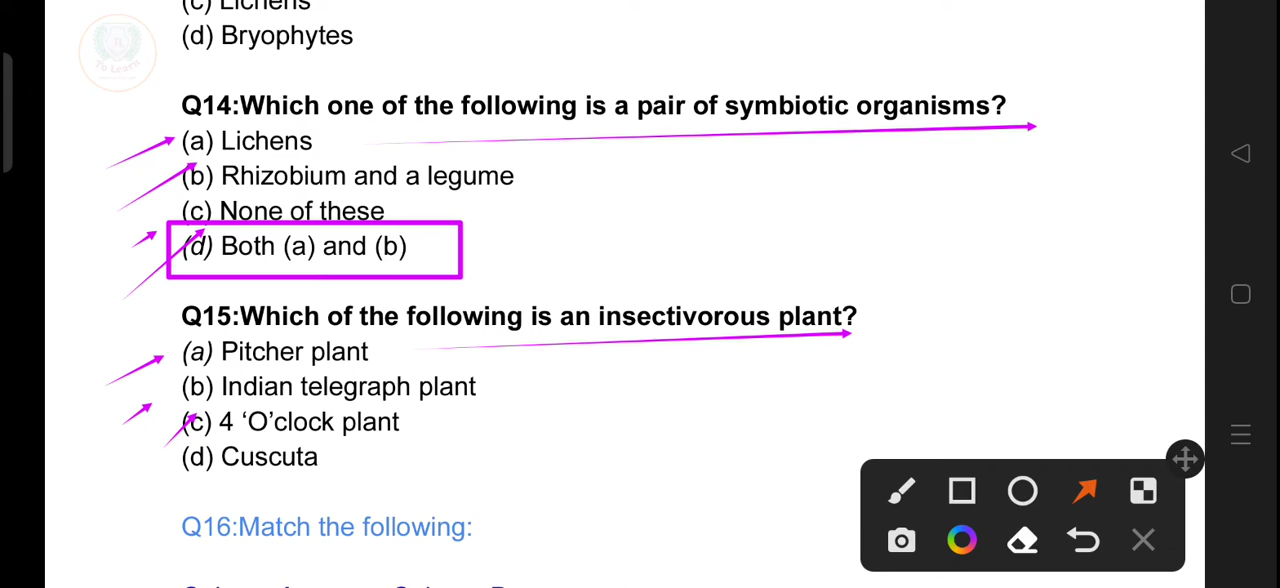 (c) Lichens
(d) Bryophytes
To Learn
Q14:Which one of the following is a pair of symbiotic organisms?
(a) Lichens
(b) Rhizobium and a legume
(c) None of these
(d) Both (a) and (b)
Q15:Which of the following is an insectivorous plant?
(a) Pitcher plant
(b) Indian telegraph plant
(c) 4 ‘O’clock plant
(d) Cuscuta
Q16:Match the following: